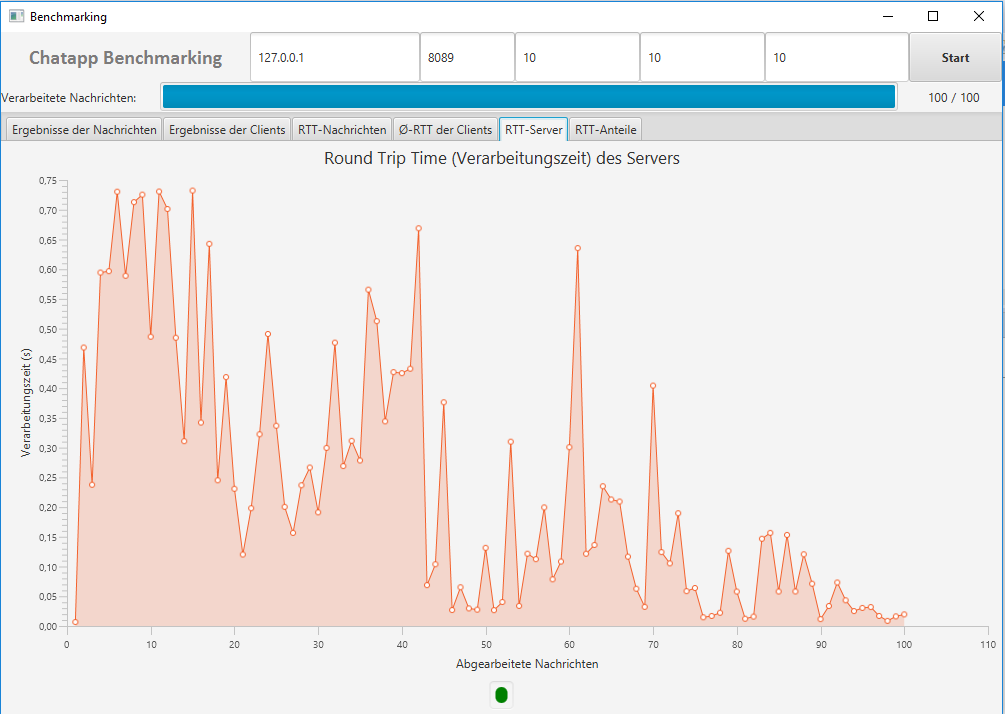 Benchmarking
Chatapp Benchmarking 127.0.0.1 8089 10 10 10 Start
Verarbeitete Nachrichten: 100 / 100
Ergebnisse der Nachrichten Ergebnisse der Clients RTT-Nachrichten Ø-RTT der Clients RTT-Server RTT-Anteile
Round Trip Time (Verarbeitungszeit) des Servers
Verarbeitungszeit (s)
0,75
0,70
0,65
0,60
0,55
0,50
0,45
0,40
0,35
0,30
0,25
0,20
0,15
0,10
0,05
0,00
0 10 20 30 40 50 60 70 80 90 100 110
Abgearbeitete Nachrichten